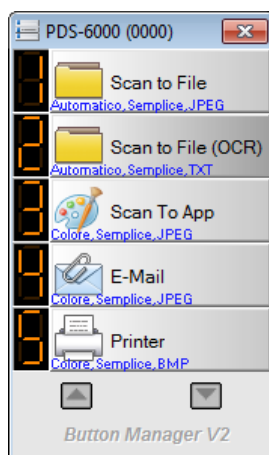 PDS-6000 (0000)
1
Scan to File
Automatico,Semplice,JPEG
2
Scan to File (OCR)
Automatico,Semplice,TXT
3
Scan To App
Colore,Semplice,JPEG
4
E-Mail
Colore,Semplice,JPEG
5
Printer
Colore,Semplice,BMP
Button Manager V2